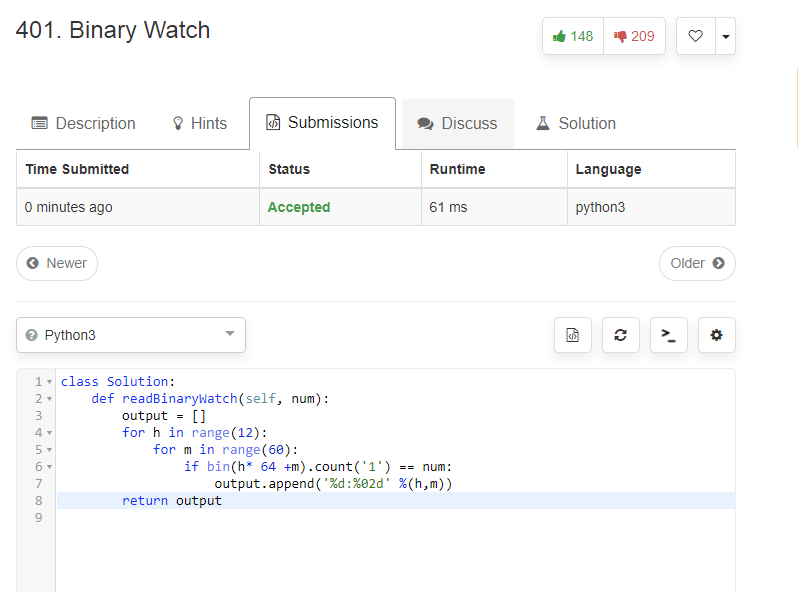 401. Binary Watch
148 209
Description Hints Submissions Discuss Solution
Time Submitted Status Runtime Language
0 minutes ago Accepted 61 ms python3
Newer Older
Python3
1 class Solution:
2 def readBinaryWatch(self, num):
3 output = []
4 for h in range(12):
5 for m in range(60):
6 if bin(h* 64 +m).count('1') == num:
7 output.append('%d:%02d' %(h,m))
8 return output
9